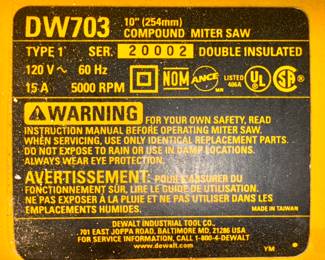 DW703 10" (254mm)
COMPOUND MITER SAW
TYPE 1 SER. 20002 DOUBLE INSULATED
120 V ~ 60 Hz
15 A 5000 RPM
NOM ANCE MR LISTED 406A UL SA
WARNING FOR YOUR OWN SAFETY, READ
INSTRUCTION MANUAL BEFORE OPERATING MITER SAW.
WHEN SERVICING, USE ONLY IDENTICAL REPLACEMENT PARTS.
DO NOT EXPOSE TO RAIN OR USE IN DAMP LOCATIONS.
ALWAYS WEAR EYE PROTECTION.
AVERTISSEMENT: POUR S'ASSURER DU
FONCTIONNEMENT SÛR, LIRE LE GUIDE DE UTILISATION.
NE PAS EXPOSER À LA PLUIE ET NE PAS UTILISER DANS LES
EMPLACEMENTS HUMIDES. MADE IN TAIWAN
DEWALT INDUSTRIAL TOOL CO.,
701 EAST JOPPA ROAD, BALTIMORE MD, 21286 USA
FOR SERVICE INFORMATION, CALL 1-800-4-DEWALT
www.dewalt.com YM